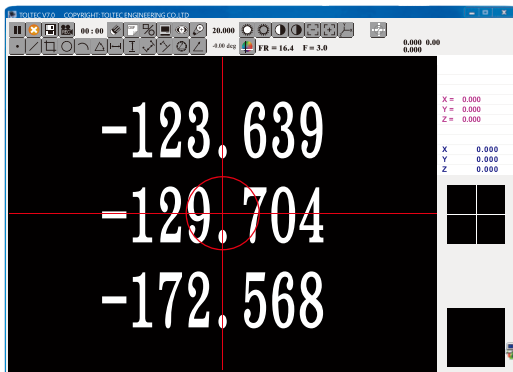 TOLTEC V7.0 COPYRIGHT: TOLTEC ENGINEERING CO.,LTD
00 : 00
20.000
-0.00 deg
FR = 16.4 F = 3.0
0.000 0.00
0.000
-123.639
-129.704
-172.568
X = 0.000
Y = 0.000
Z = 0.000
X 0.000
Y 0.000
Z 0.000